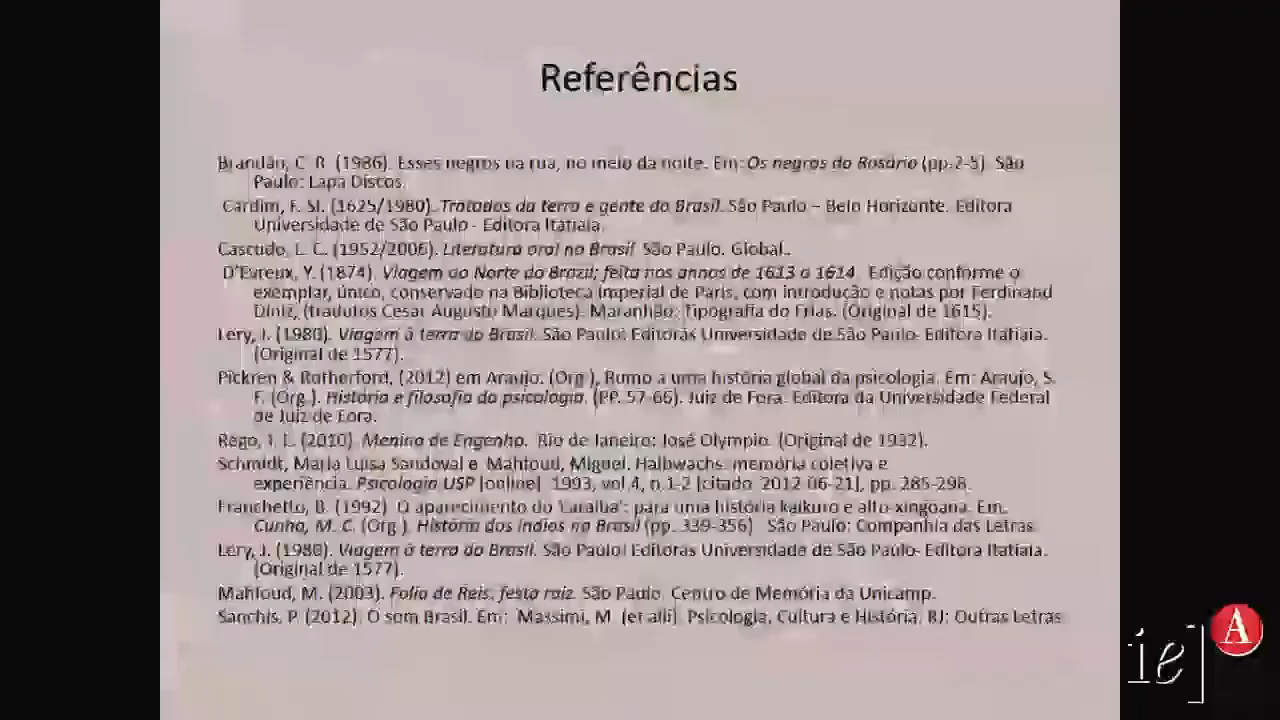 Referências
Brandão, C. R. (1986). Esses negros na rua, no meio da noite. Em: Os negros do Rosário (pp.2-5). São
Paulo: Lapa Discos.
Cardim, F. SI. (1625/1980). Tratados da terra e gente do Brasil. São Paulo – Belo Horizonte. Editora
Universidade de São Paulo - Editora Itatiaia.
Cascudo, L. C. (1952/2006). Literatura oral no Brasil São Paulo. Global..
D'Evreux, Y. (1874). Viagem ao Norte do Brazil; feita nos annos de 1613 a 1614. Edição conforme o
exemplar, único, conservado na Biblioteca Imperial de Paris, com introdução e notas por Ferdinand
Diniz, (tradutos Cesar Augusto Marques). Maranhão: Tipografia do Frias. (Original de 1615).
Lery, J. (1980). Viagem à terra do Brasil. São Paulo: Editoras Universidade de São Paulo- Editora Itatiaia.
(Original de 1577).
Pickren & Rutherford, (2012) em Araujo. (Org.), Rumo a uma história global da psicologia. Em: Araujo, S.
F. (Org.). História e filosofia da psicologia. (PP. 57-66). Juiz de Fora. Editora da Universidade Federal
de Juiz de Fora.
Rego, J. L. (2010). Menino de Engenho. Rio de Janeiro: José Olympio. (Original de 1932).
Schmidt, Maria Luisa Sandoval e Mahfoud, Miguel. Halbwachs: memória coletiva e
experiência. Psicologia USP [online] 1993, vol.4, n.1-2 [citado 2012-06-21], pp. 285-298.
Franchetto, B. (1992) O aparecimento do 'caraíba': para uma história kuikuro e alto-xingoana. Em.
Cunha, M. C. (Org.). História dos índios no Brasil (pp. 339-356). São Paulo: Companhia das Letras.
Lery, J. (1980). Viagem à terra do Brasil. São Paulo: Editoras Universidade de São Paulo- Editora Itatiaia.
(Original de 1577).
Mahfoud, M. (2003). Folia de Reis, festa raiz. São Paulo. Centro de Memória da Unicamp.
Sanchis, P. (2012). O som Brasil. Em: Massimi, M. (et alli). Psicologia, Cultura e História. RJ: Outras Letras
ie] A